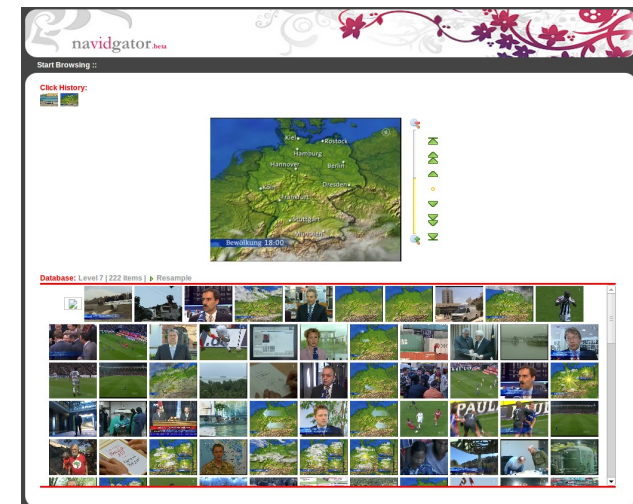 navidgator.beta
Start Browsing ::
Click History:
Kiel
Rostock
Hamburg
Hannover
Berlin
Köln
Dresden
Frankfurt
Stuttgart
München
Bewölkung 18:00
Database: Level 7 | 222 items | Resample
PAUL
PAUL